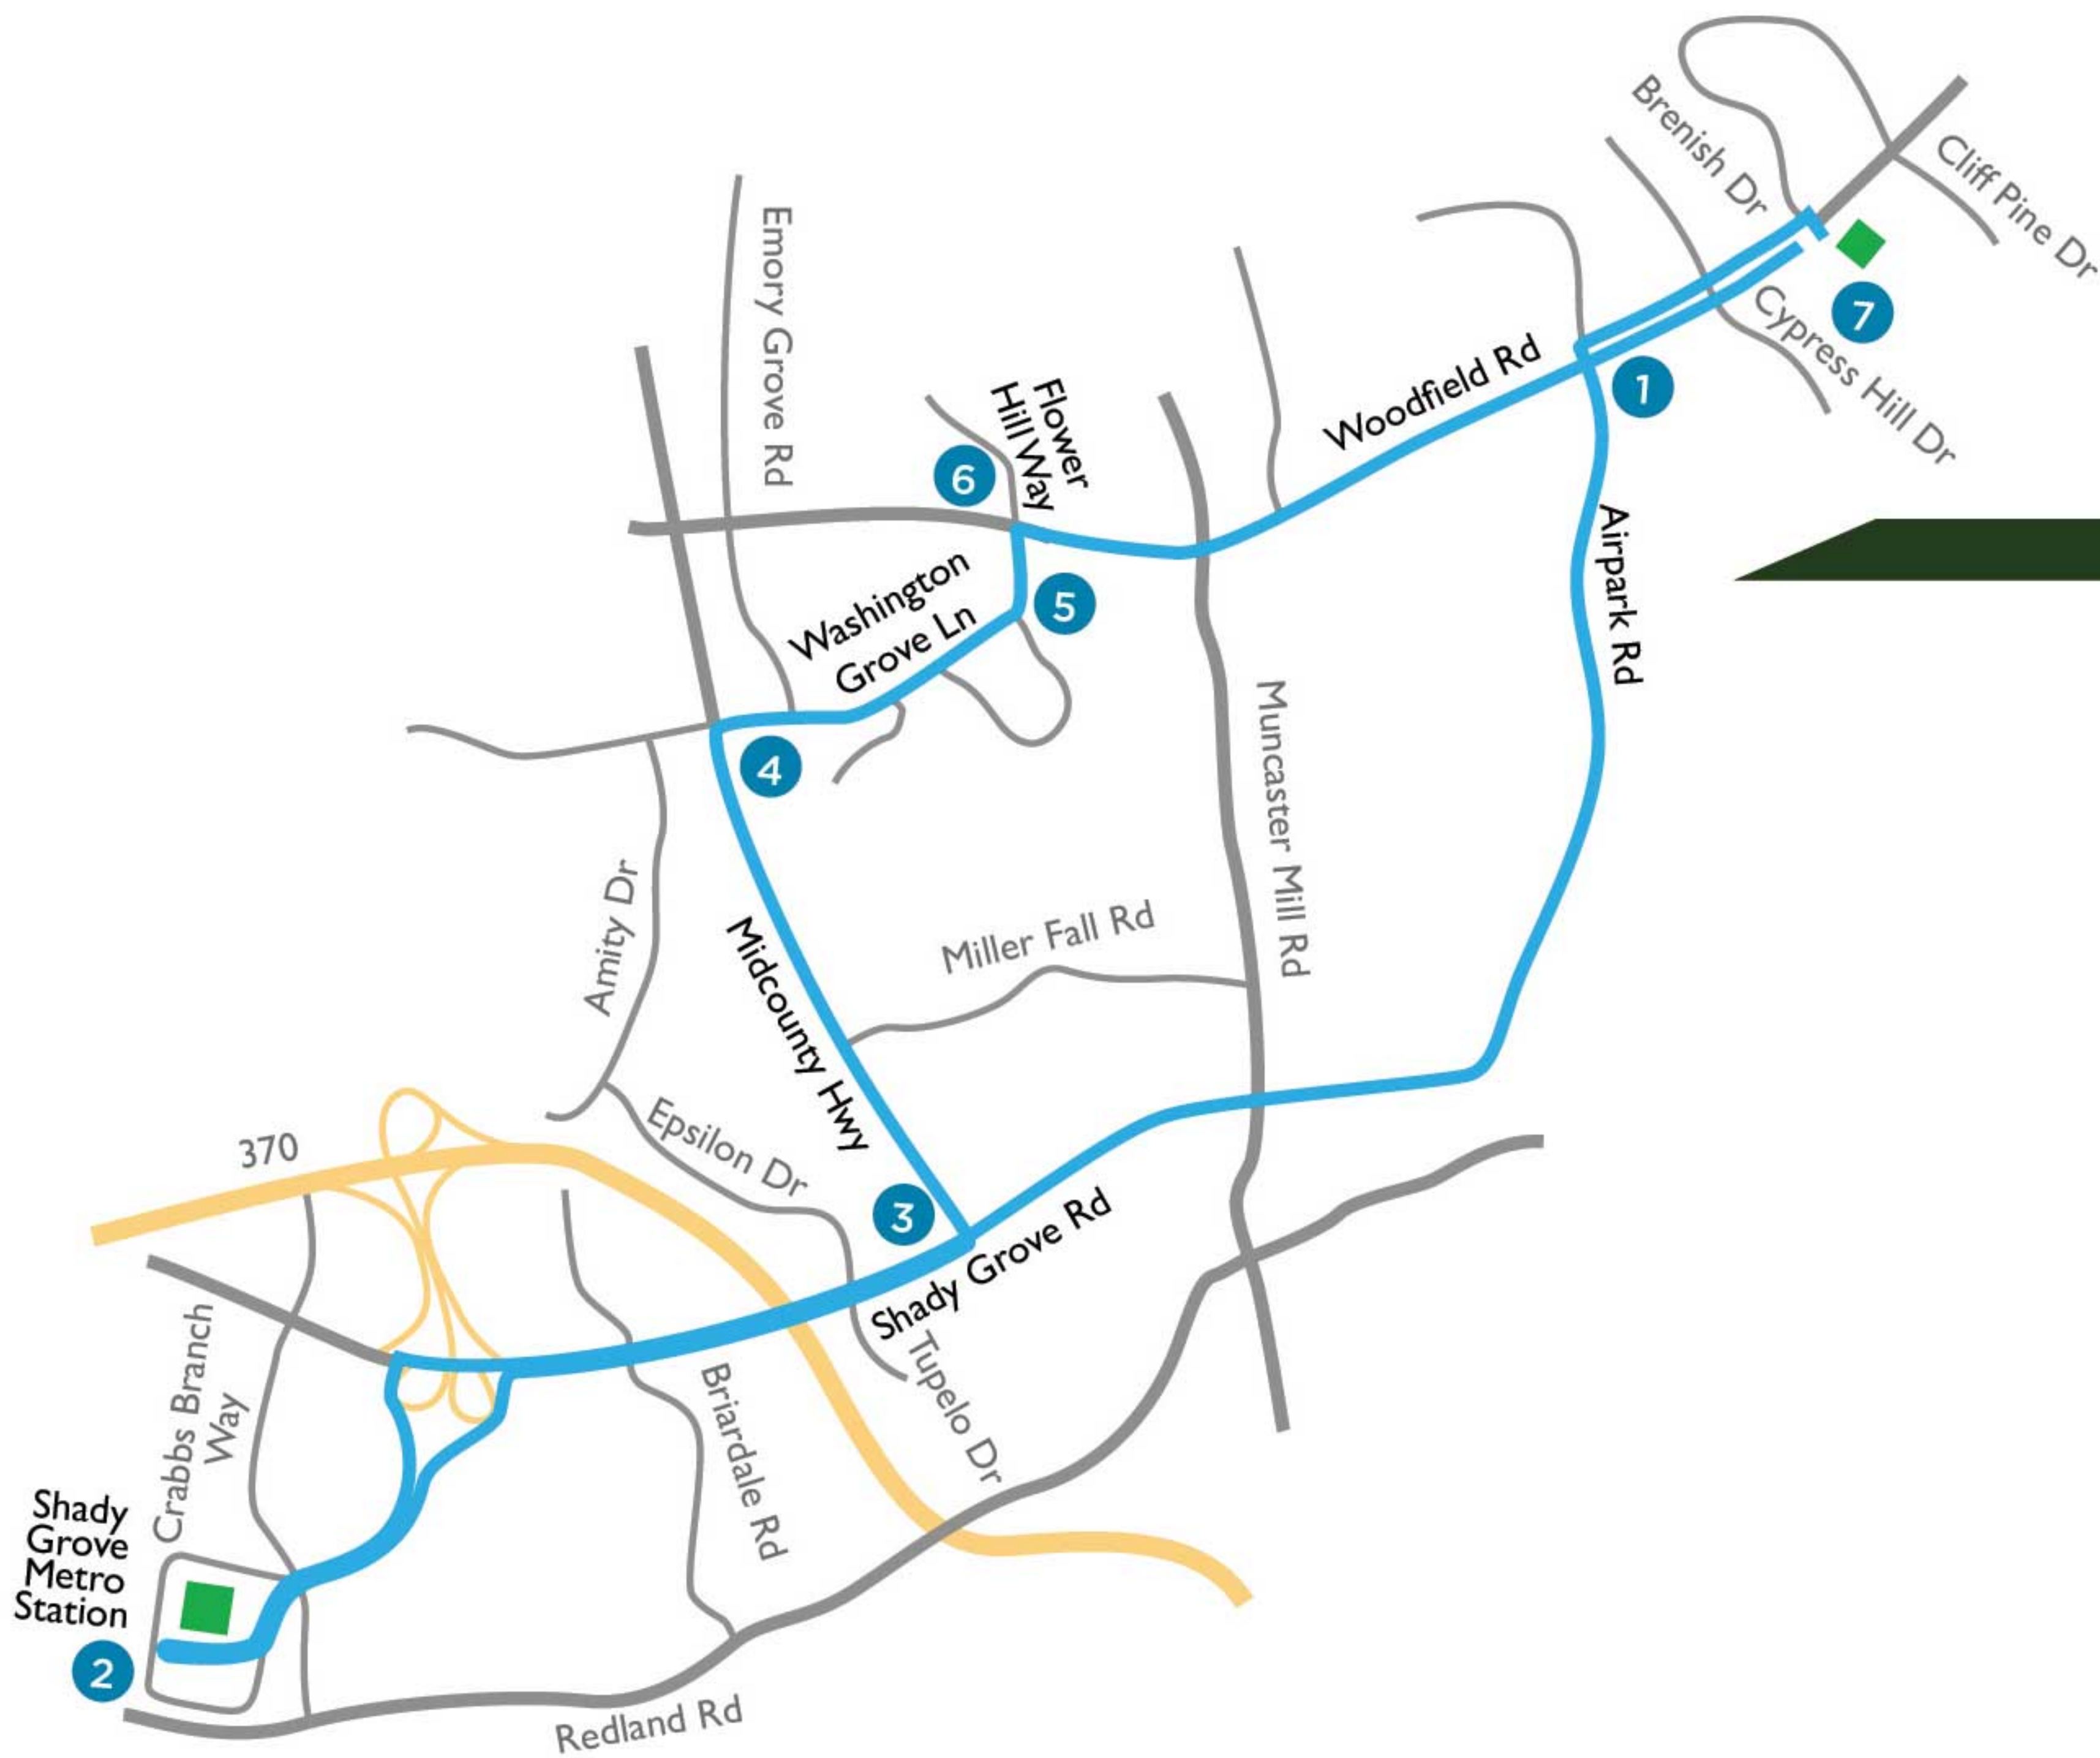 Brenish Dr
Cliff Pine Dr
Emory Grove Rd
7
Cypress Hill Dr
Flower
Hill Way
Woodfield Rd
1
6
Airpark Rd
Washington
Grove Ln
5
4
Muncaster Mill Rd
Amity Dr
Midcounty Hwy
Miller Fall Rd
370
Epsilon Dr
3
Shady Grove Rd
Crabbs Branch
Way
Tupelo Dr
Briardale Rd
Shady
Grove
Metro
Station
2
Redland Rd